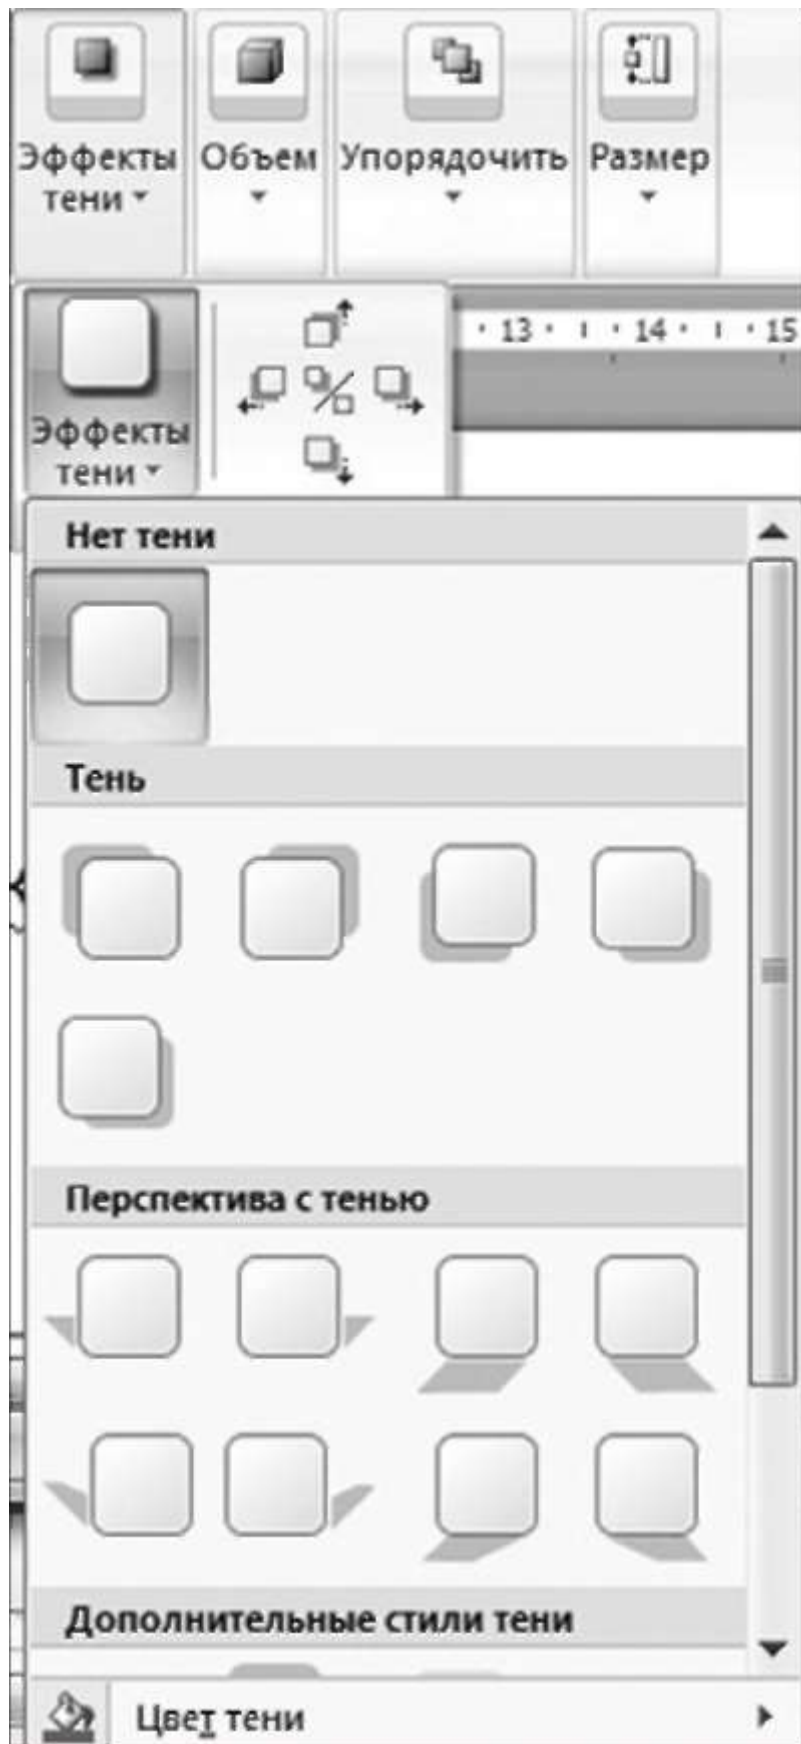 Эффекты тени
Объем
Упорядочить
Размер
Эффекты тени
13 14 15
Нет тени
Тень
Перспектива с тенью
Дополнительные стили тени
Цвет тени